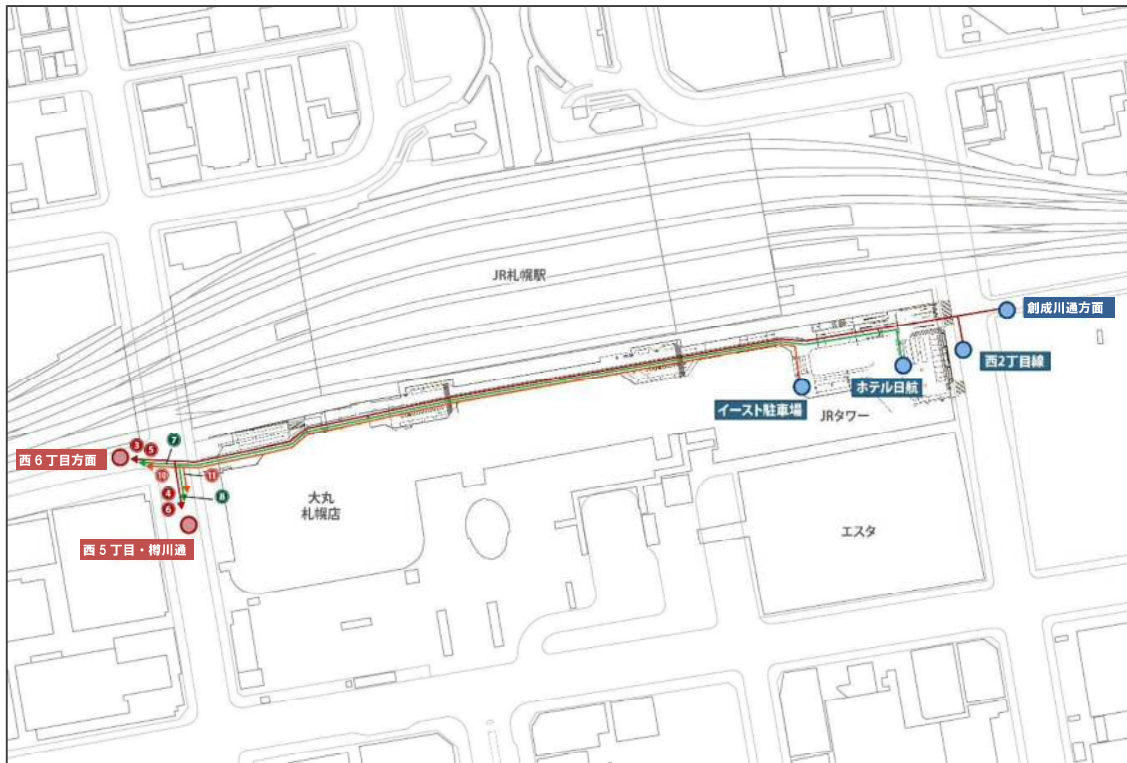 JR札幌駅
創成川通方面
西2丁目線
ホテル日航
イースト駐車場
JRタワー
3
5
7
西6丁目方面
10
11
4
8
6
大丸
札幌店
エスタ
西5丁目・樽川通